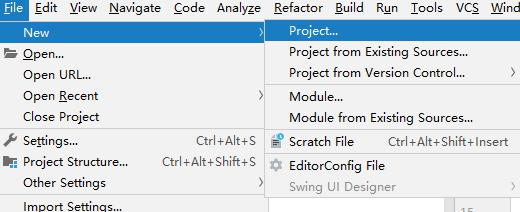 File Edit View Navigate Code Analyze Refactor Build Run Tools VCS Wind
New
Open...
Open URL...
Open Recent
Close Project
Settings... Ctrl+Alt+S
Project Structure... Ctrl+Alt+Shift+S
Other Settings
Import Settings...
Project...
Project from Existing Sources...
Project from Version Control...
Module...
Module from Existing Sources...
Scratch File Ctrl+Alt+Shift+Insert
EditorConfig File
Swing UI Designer
15